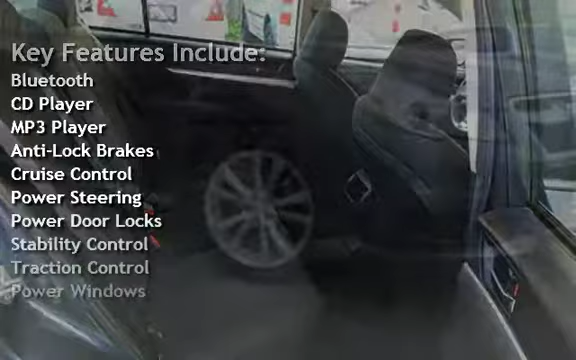 Key Features Include:
Bluetooth
CD Player
MP3 Player
Anti-Lock Brakes
Cruise Control
Power Steering
Power Door Locks
Stability Control
Traction Control
Power Windows